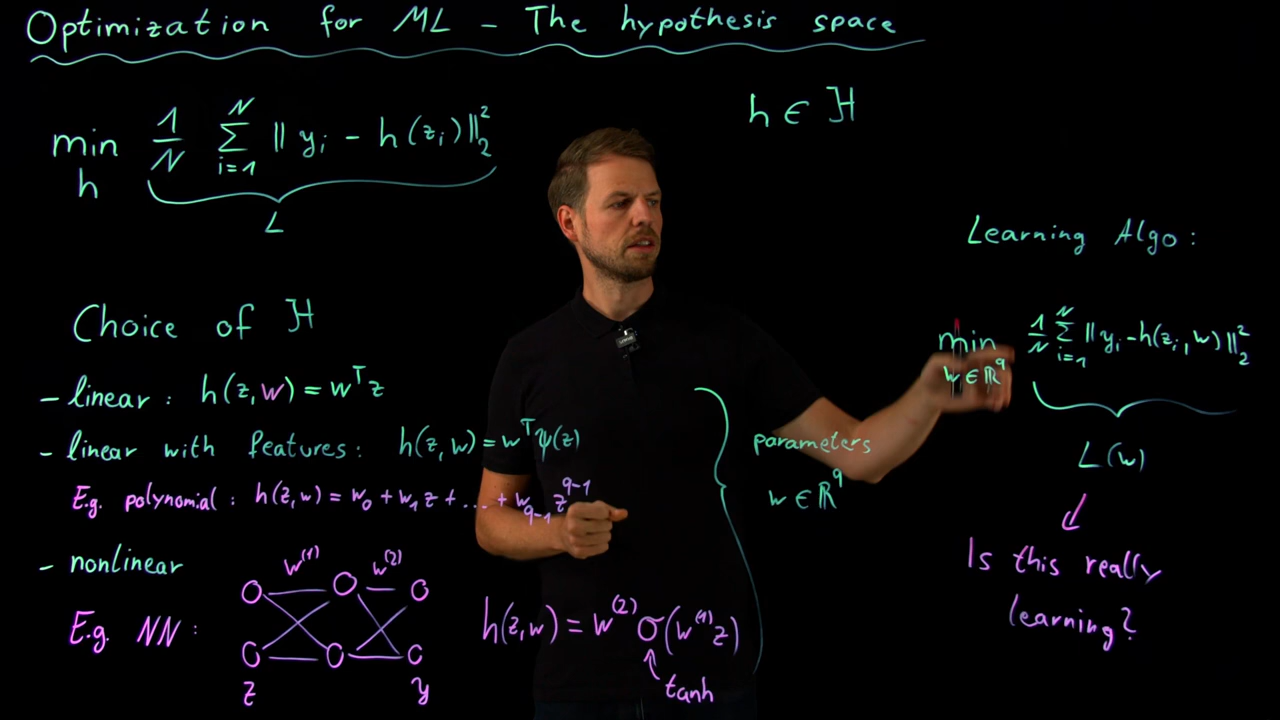 Optimization for ML - The hypothesis space
min h 1/N Σ i=1 N ‖ y_i - h(z_i) ‖_2^2
L
h ∈ ℋ
Learning Algo:
min w ∈ ℝ^q 1/N Σ i=1 N ‖ y_i - h(z_i, w) ‖_2^2
L(w)
Is this really
learning?
Choice of ℋ
- linear: h(z,w) = w^T z
- linear with features: h(z,w) = w^T ψ(z)
E.g. polynomial: h(z,w) = w_0 + w_1 z + ... + w_{q-1} z^{q-1}
- nonlinear
E.g. NN:
w^(1) w^(2)
z y
h(z,w) = w^(2) σ(w^(1) z)
tanh
parameters
w ∈ ℝ^q